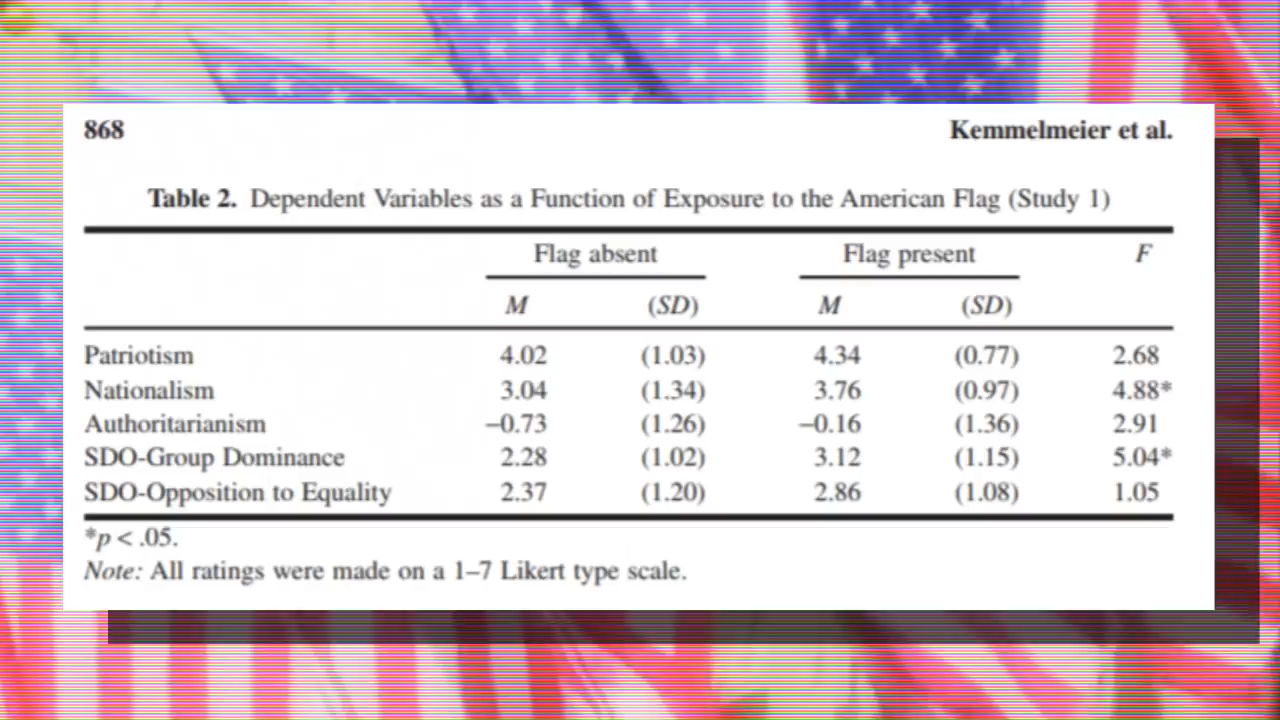 868 Kemmelmeier et al.
Table 2. Dependent Variables as a Function of Exposure to the American Flag (Study 1)
Flag absent Flag present F
M (SD) M (SD)
Patriotism 4.02 (1.03) 4.34 (0.77) 2.68
Nationalism 3.04 (1.34) 3.76 (0.97) 4.88*
Authoritarianism –0.73 (1.26) –0.16 (1.36) 2.91
SDO-Group Dominance 2.28 (1.02) 3.12 (1.15) 5.04*
SDO-Opposition to Equality 2.37 (1.20) 2.86 (1.08) 1.05
*p < .05.
Note: All ratings were made on a 1–7 Likert type scale.